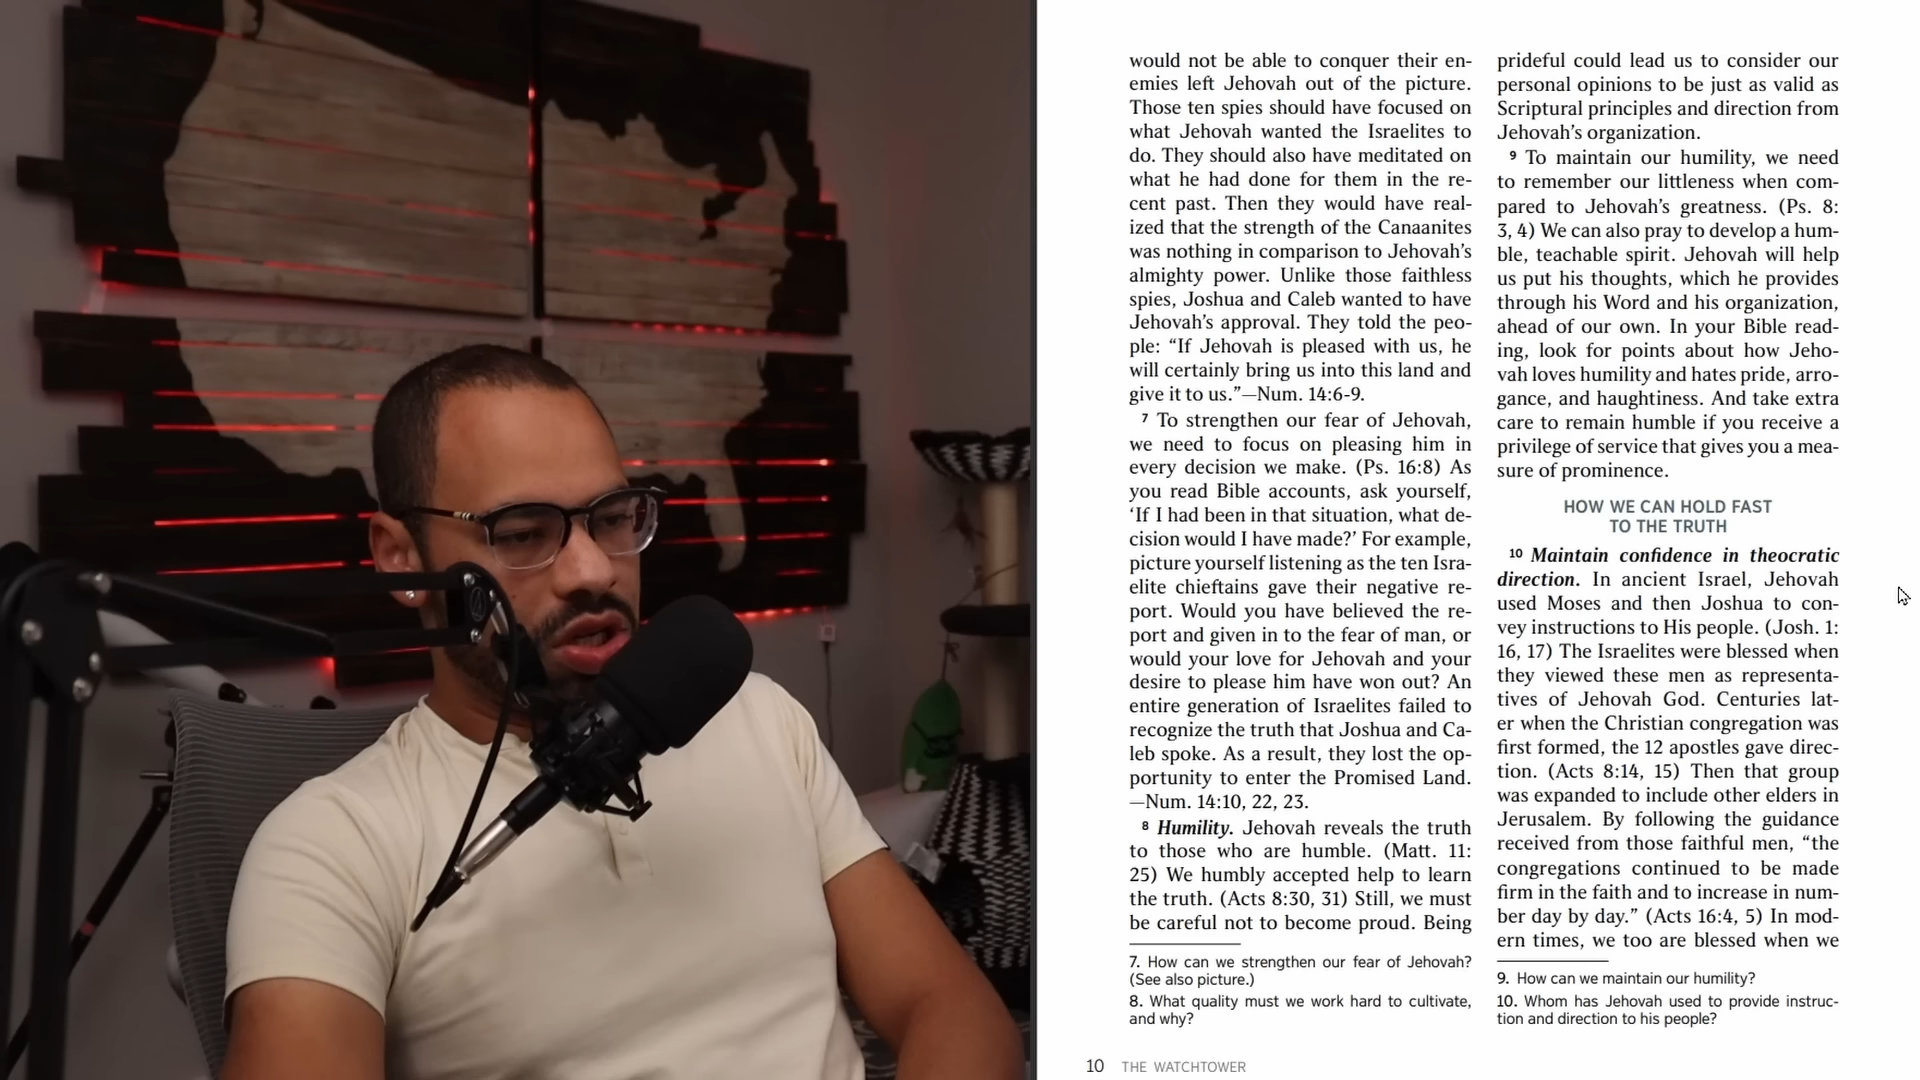 would not be able to conquer their en-
emies left Jehovah out of the picture.
Those ten spies should have focused on
what Jehovah wanted the Israelites to
do. They should also have meditated on
what he had done for them in the re-
cent past. Then they would have real-
ized that the strength of the Canaanites
was nothing in comparison to Jehovah’s
almighty power. Unlike those faithless
spies, Joshua and Caleb wanted to have
Jehovah’s approval. They told the peo-
ple: “If Jehovah is pleased with us, he
will certainly bring us into this land and
give it to us.”—Num. 14:6-9.
7 To strengthen our fear of Jehovah,
we need to focus on pleasing him in
every decision we make. (Ps. 16:8) As
you read Bible accounts, ask yourself,
‘If I had been in that situation, what de-
cision would I have made?’ For example,
picture yourself listening as the ten Isra-
elite chieftains gave their negative re-
port. Would you have believed the re-
port and given in to the fear of man, or
would your love for Jehovah and your
desire to please him have won out? An
entire generation of Israelites failed to
recognize the truth that Joshua and Ca-
leb spoke. As a result, they lost the op-
portunity to enter the Promised Land.
—Num. 14:10, 22, 23.
8 Humility. Jehovah reveals the truth
to those who are humble. (Matt. 11:
25) We humbly accepted help to learn
the truth. (Acts 8:30, 31) Still, we must
be careful not to become proud. Being
7. How can we strengthen our fear of Jehovah?
(See also picture.)
8. What quality must we work hard to cultivate,
and why?
prideful could lead us to consider our
personal opinions to be just as valid as
Scriptural principles and direction from
Jehovah’s organization.
9 To maintain our humility, we need
to remember our littleness when com-
pared to Jehovah’s greatness. (Ps. 8:
3, 4) We can also pray to develop a hum-
ble, teachable spirit. Jehovah will help
us put his thoughts, which he provides
through his Word and his organization,
ahead of our own. In your Bible read-
ing, look for points about how Jeho-
vah loves humility and hates pride, arro-
gance, and haughtiness. And take extra
care to remain humble if you receive a
privilege of service that gives you a mea-
sure of prominence.
HOW WE CAN HOLD FAST
TO THE TRUTH
10 Maintain confidence in theocratic
direction. In ancient Israel, Jehovah
used Moses and then Joshua to con-
vey instructions to His people. (Josh. 1:
16, 17) The Israelites were blessed when
they viewed these men as representa-
tives of Jehovah God. Centuries lat-
er when the Christian congregation was
first formed, the 12 apostles gave direc-
tion. (Acts 8:14, 15) Then that group
was expanded to include other elders in
Jerusalem. By following the guidance
received from those faithful men, “the
congregations continued to be made
firm in the faith and to increase in num-
ber day by day.” (Acts 16:4, 5) In mod-
ern times, we too are blessed when we
9. How can we maintain our humility?
10. Whom has Jehovah used to provide instruc-
tion and direction to his people?
10 THE WATCHTOWER